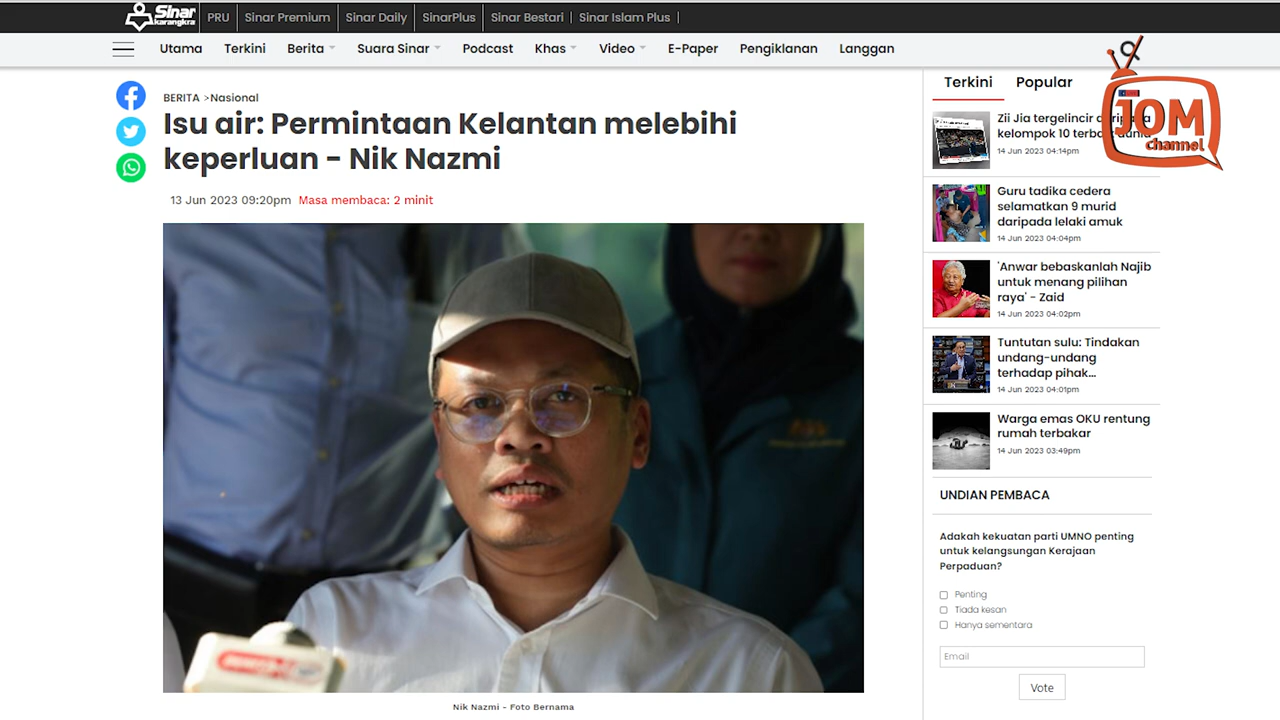 Sinar
Karangkraf
PRU
Sinar Premium
Sinar Daily
SinarPlus
Sinar Bestari
Sinar Islam Plus
Utama
Terkini
Berita
Suara Sinar
Podcast
Khas
Video
E-Paper
Pengiklanan
Langgan
BERITA >Nasional
Isu air: Permintaan Kelantan melebihi
keperluan - Nik Nazmi
13 Jun 2023 09:20pm Masa membaca: 2 minit
Nik Nazmi - Foto Bernama
Terkini
Popular
JOM
channel
Zii Jia tergelincir daripada
kelompok 10 terbaik dunia
14 Jun 2023 04:14pm
Guru tadika cedera
selamatkan 9 murid
daripada lelaki amuk
14 Jun 2023 04:04pm
'Anwar bebaskanlah Najib
untuk menang pilihan
raya' - Zaid
14 Jun 2023 04:02pm
Tuntutan sulu: Tindakan
undang-undang
terhadap pihak...
14 Jun 2023 04:01pm
Warga emas OKU rentung
rumah terbakar
14 Jun 2023 03:49pm
UNDIAN PEMBACA
Adakah kekuatan parti UMNO penting
untuk kelangsungan Kerajaan
Perpaduan?
Penting
Tiada kesan
Hanya sementara
Email
Vote